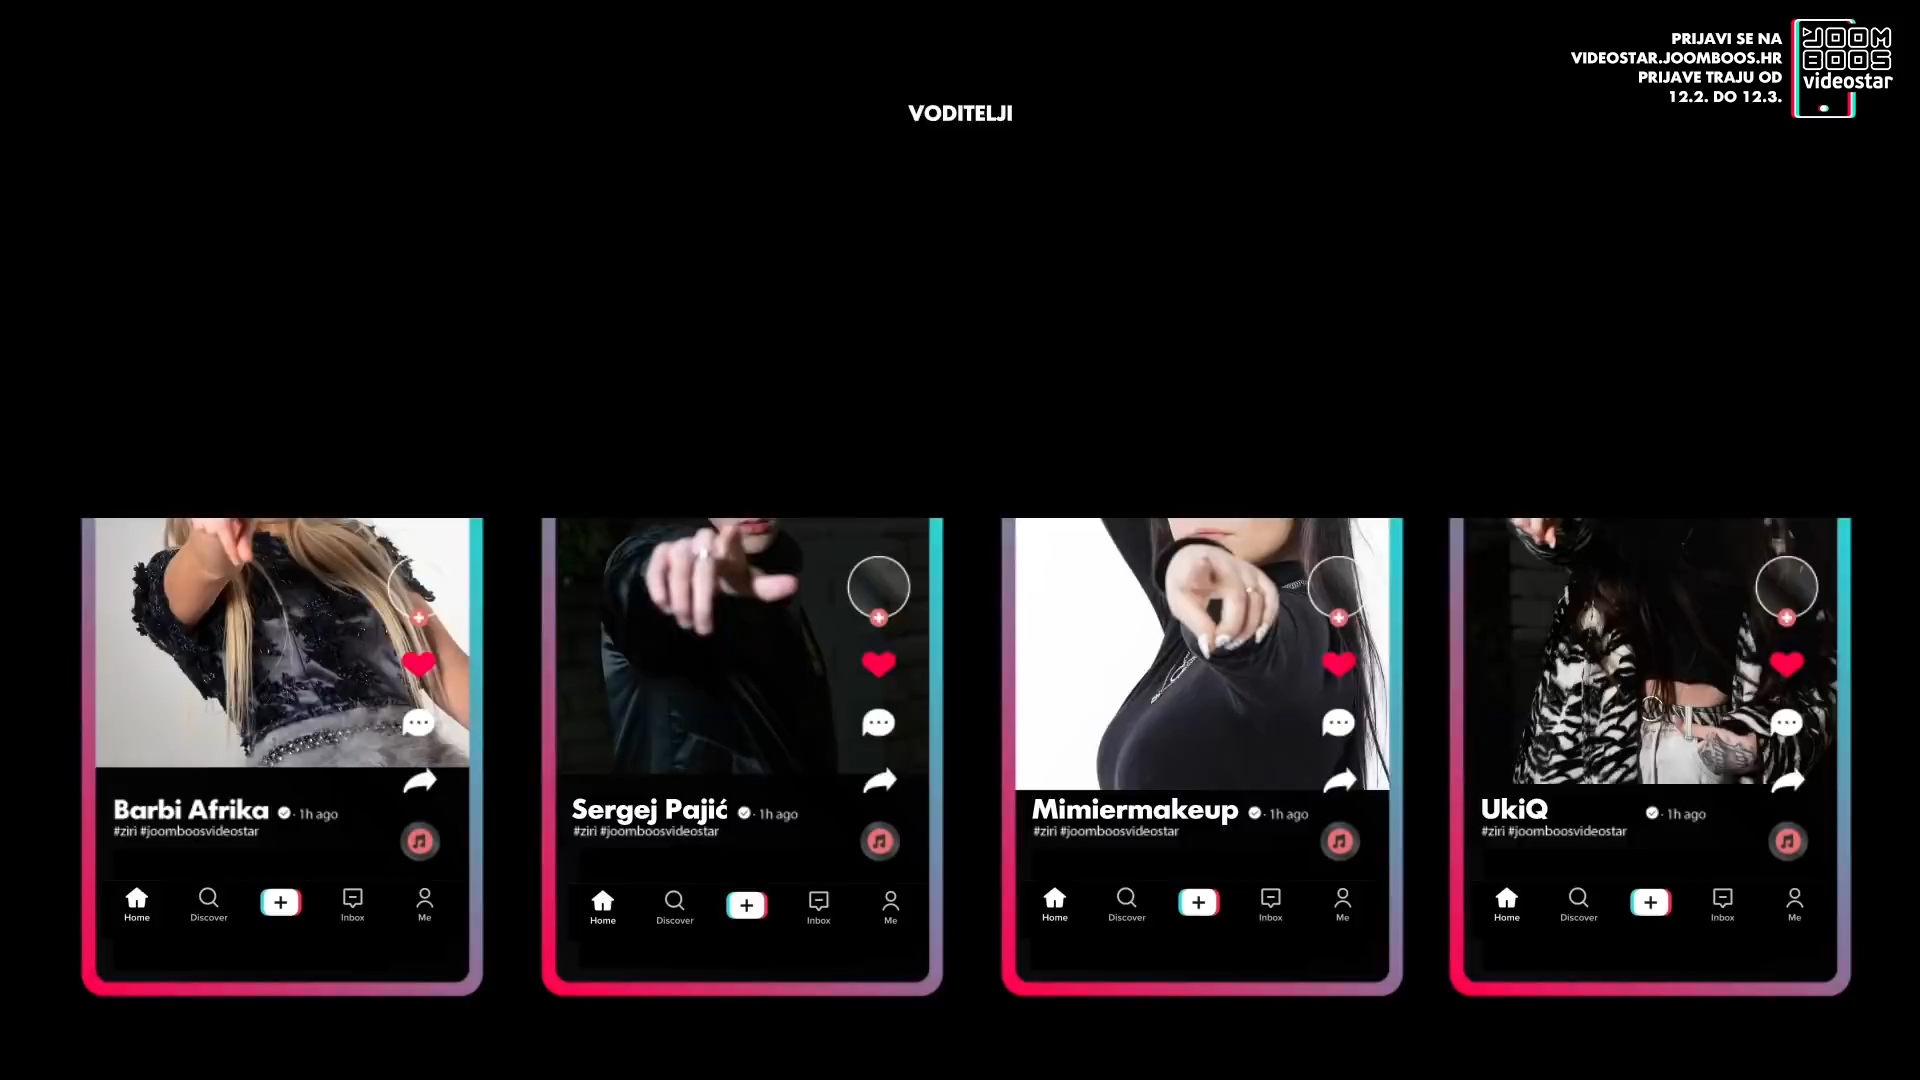 PRIJAVI SE NA
VIDEOSTAR.JOOMBOOS.HR
PRIJAVE TRAJU OD
12.2. DO 12.3.
JOOM
BOOS
videostar
VODITELJI
Barbi Afrika · 1h ago
#ziri #joomboosvideostar
Home Discover Inbox Me
Sergej Pajić · 1h ago
#ziri #joomboosvideostar
Home Discover Inbox Me
Mimiermakeup · 1h ago
#ziri #joomboosvideostar
Home Discover Inbox Me
UkiQ · 1h ago
#ziri #joomboosvideostar
Home Discover Inbox Me